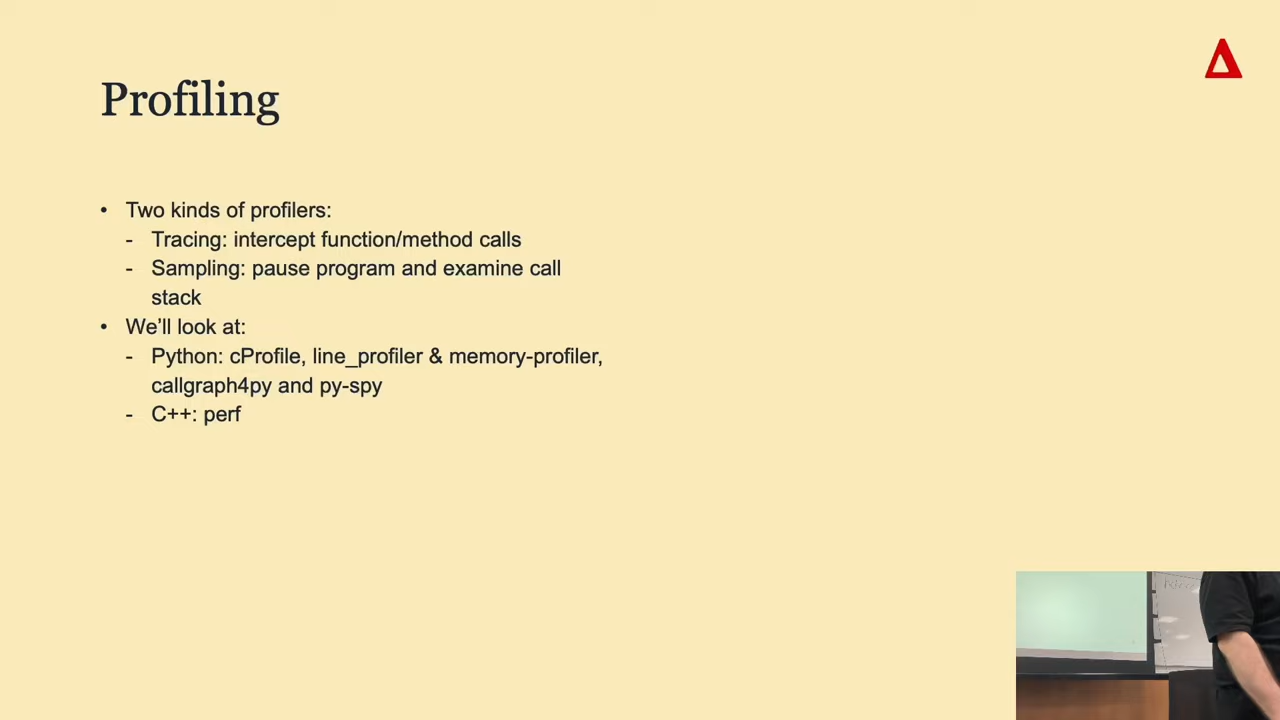 Profiling
• Two kinds of profilers:
- Tracing: intercept function/method calls
- Sampling: pause program and examine call
stack
• We'll look at:
- Python: cProfile, line_profiler & memory-profiler,
callgraph4py and py-spy
- C++: perf